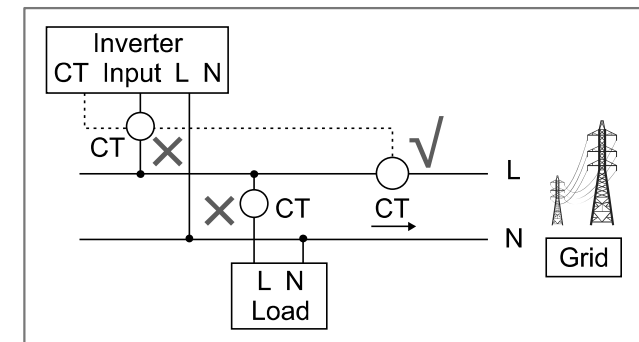 Inverter
CT Input L N
CT
L
CT
CT
N
Grid
L N
Load